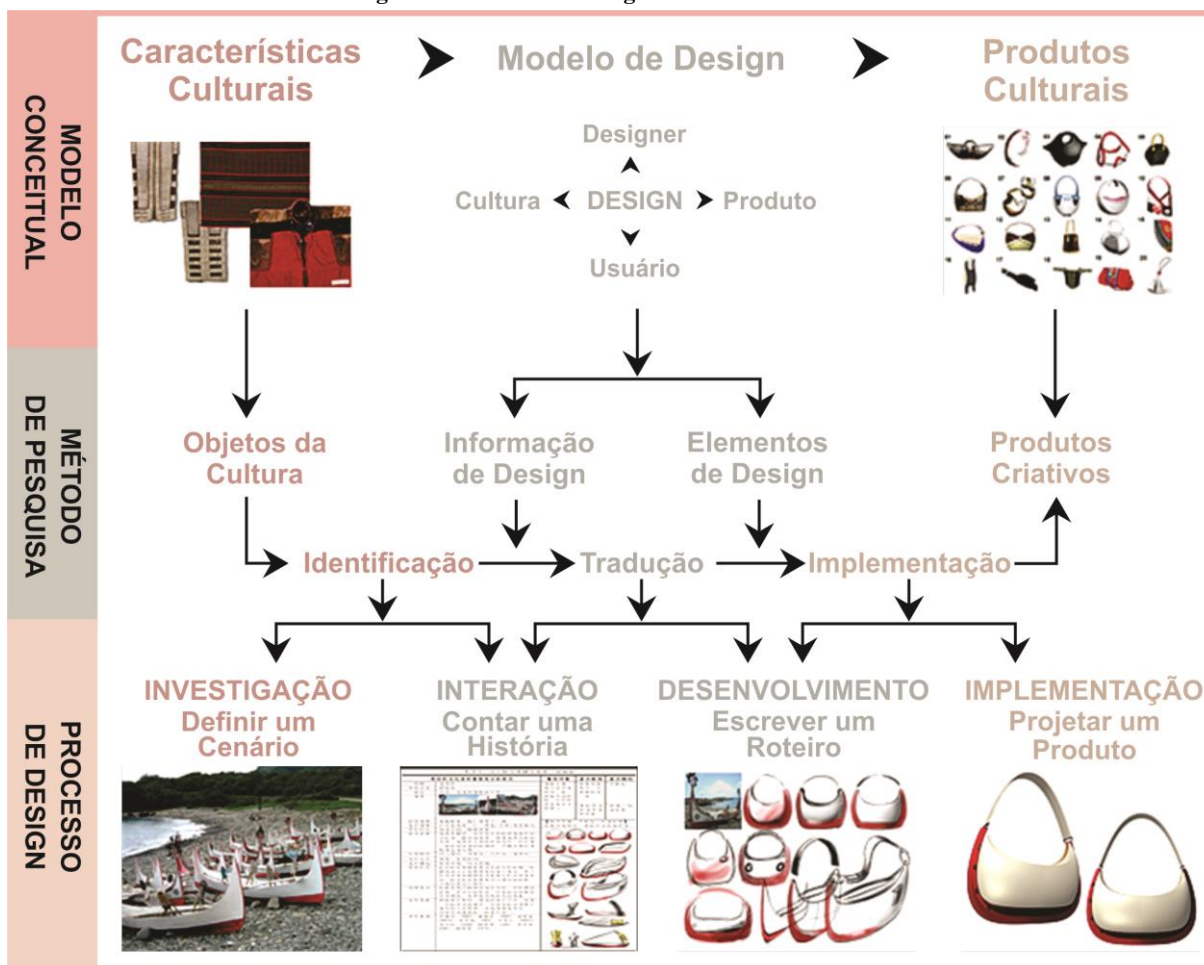 Características
Culturais
Modelo de Design
Produtos
Culturais
MODELO
CONCEITUAL
Designer
Cultura
DESIGN
Produto
Usuário
MÉTODO
DE PESQUISA
Objetos da
Cultura
Informação
de Design
Elementos
de Design
Produtos
Criativos
Identificação
Tradução
Implementação
PROCESSO
DE DESIGN
INVESTIGAÇÃO
Definir um
Cenário
INTERAÇÃO
Contar uma
História
DESENVOLVIMENTO
Escrever um
Roteiro
IMPLEMENTAÇÃO
Projetar um
Produto